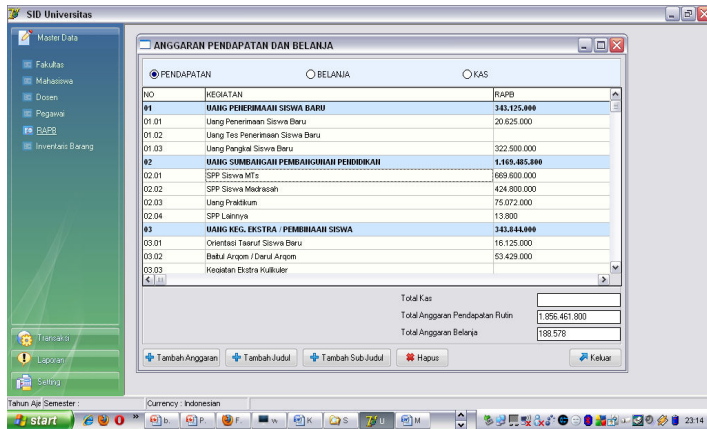 SID Universitas
Master Data
Fakultas
Mahasiswa
Dosen
Pegawai
RAPB
Inventaris Barang
Transaksi
Laporan
Setting
ANGGARAN PENDAPATAN DAN BELANJA
PENDAPATAN BELANJA KAS
NO KEGIATAN RAPB
01 UANG PENERIMAAN SISWA BARU 343.125.000
01.01 Uang Penerimaan Siswa Baru 20.625.000
01.02 Uang Tes Penerimaan Siswa Baru
01.03 Uang Pangkal Siswa Baru 322.500.000
02 UANG SUMBANGAN PEMBANGUNAN PENDIDIKAN 1.169.485.800
02.01 SPP Siswa MTs 669.600.000
02.02 SPP Siswa Madrasah 424.800.000
02.03 Uang Praktikum 75.072.000
02.04 SPP Lainnya 13.800
03 UANG KEG. EKSTRA / PEMBINAAN SISWA 343.844.000
03.01 Orientasi Taaruf Siswa Baru 16.125.000
03.02 Baitul Arqom / Darul Arqom 53.429.000
03.03 Kegiatan Ekstra Kulikuler
Total Kas
Total Anggaran Pendapatan Rutin 1.856.461.800
Total Anggaran Belanja 188.578
Tambah Anggaran Tambah Judul Tambah Sub Judul Hapus Keluar
Tahun Aje Semester : Currency : Indonesian
start b. P. F. w K S U M 23:14